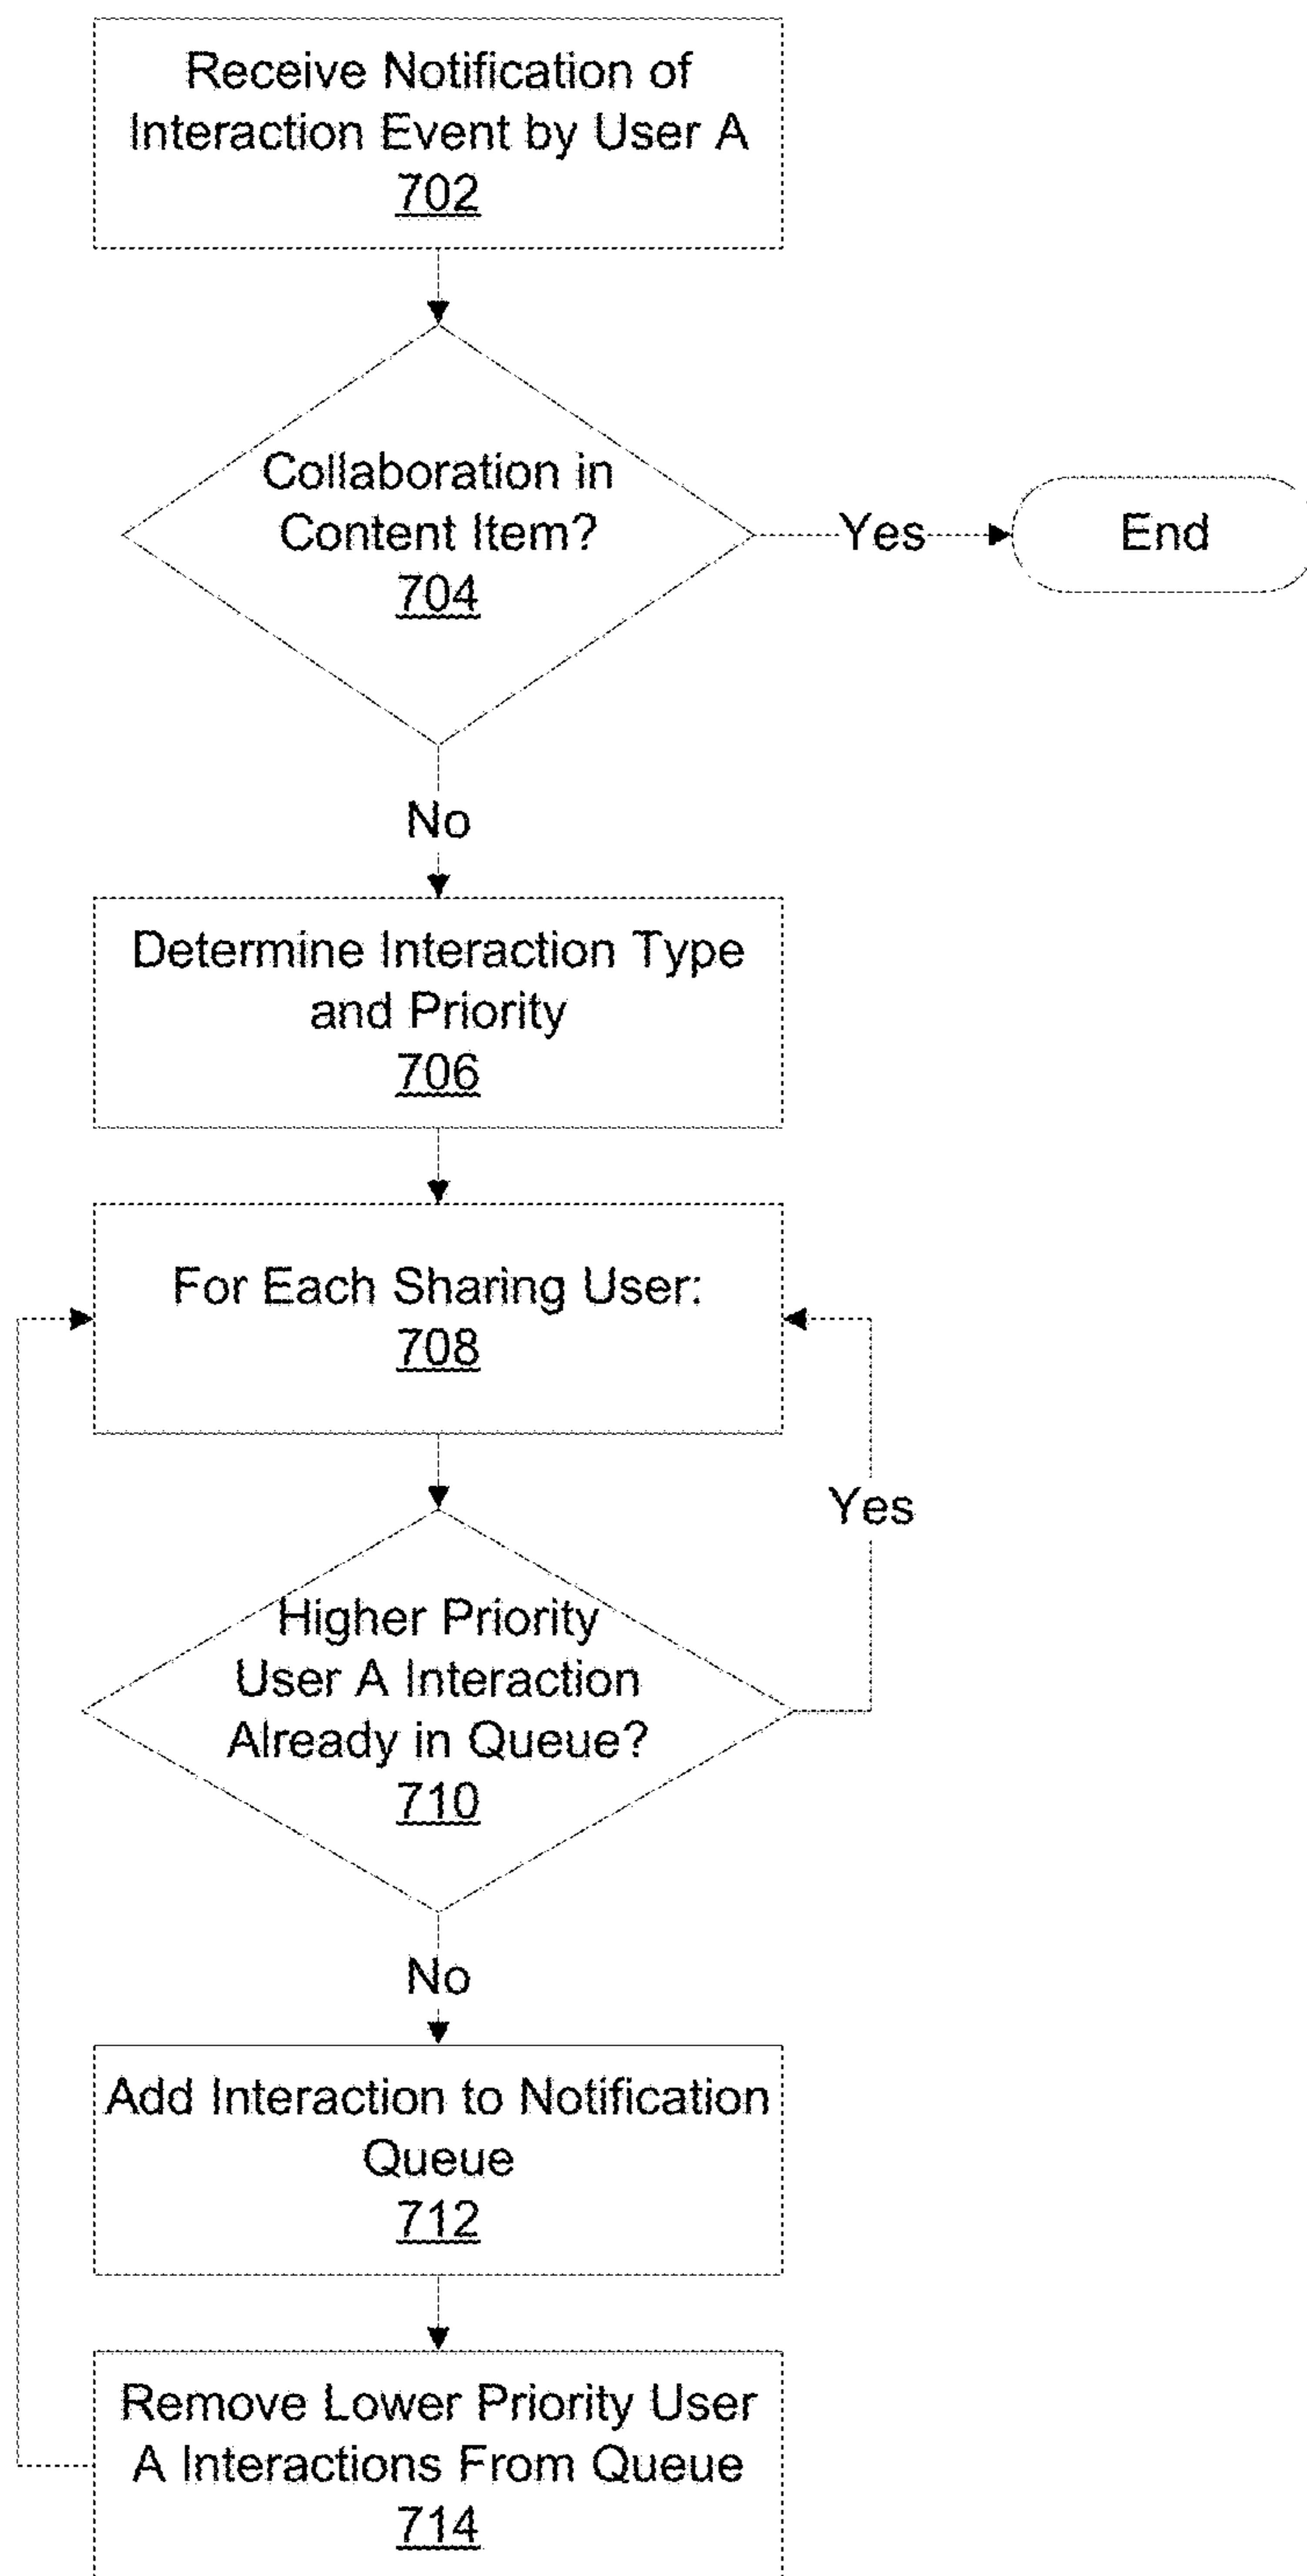 Receive Notification of
Interaction Event by User A
702
Collaboration in
Content Item?
704
Yes
End
No
Determine Interaction Type
and Priority
706
For Each Sharing User:
708
Yes
Higher Priority
User A Interaction
Already in Queue?
710
No
Add Interaction to Notification
Queue
712
Remove Lower Priority User
A Interactions From Queue
714